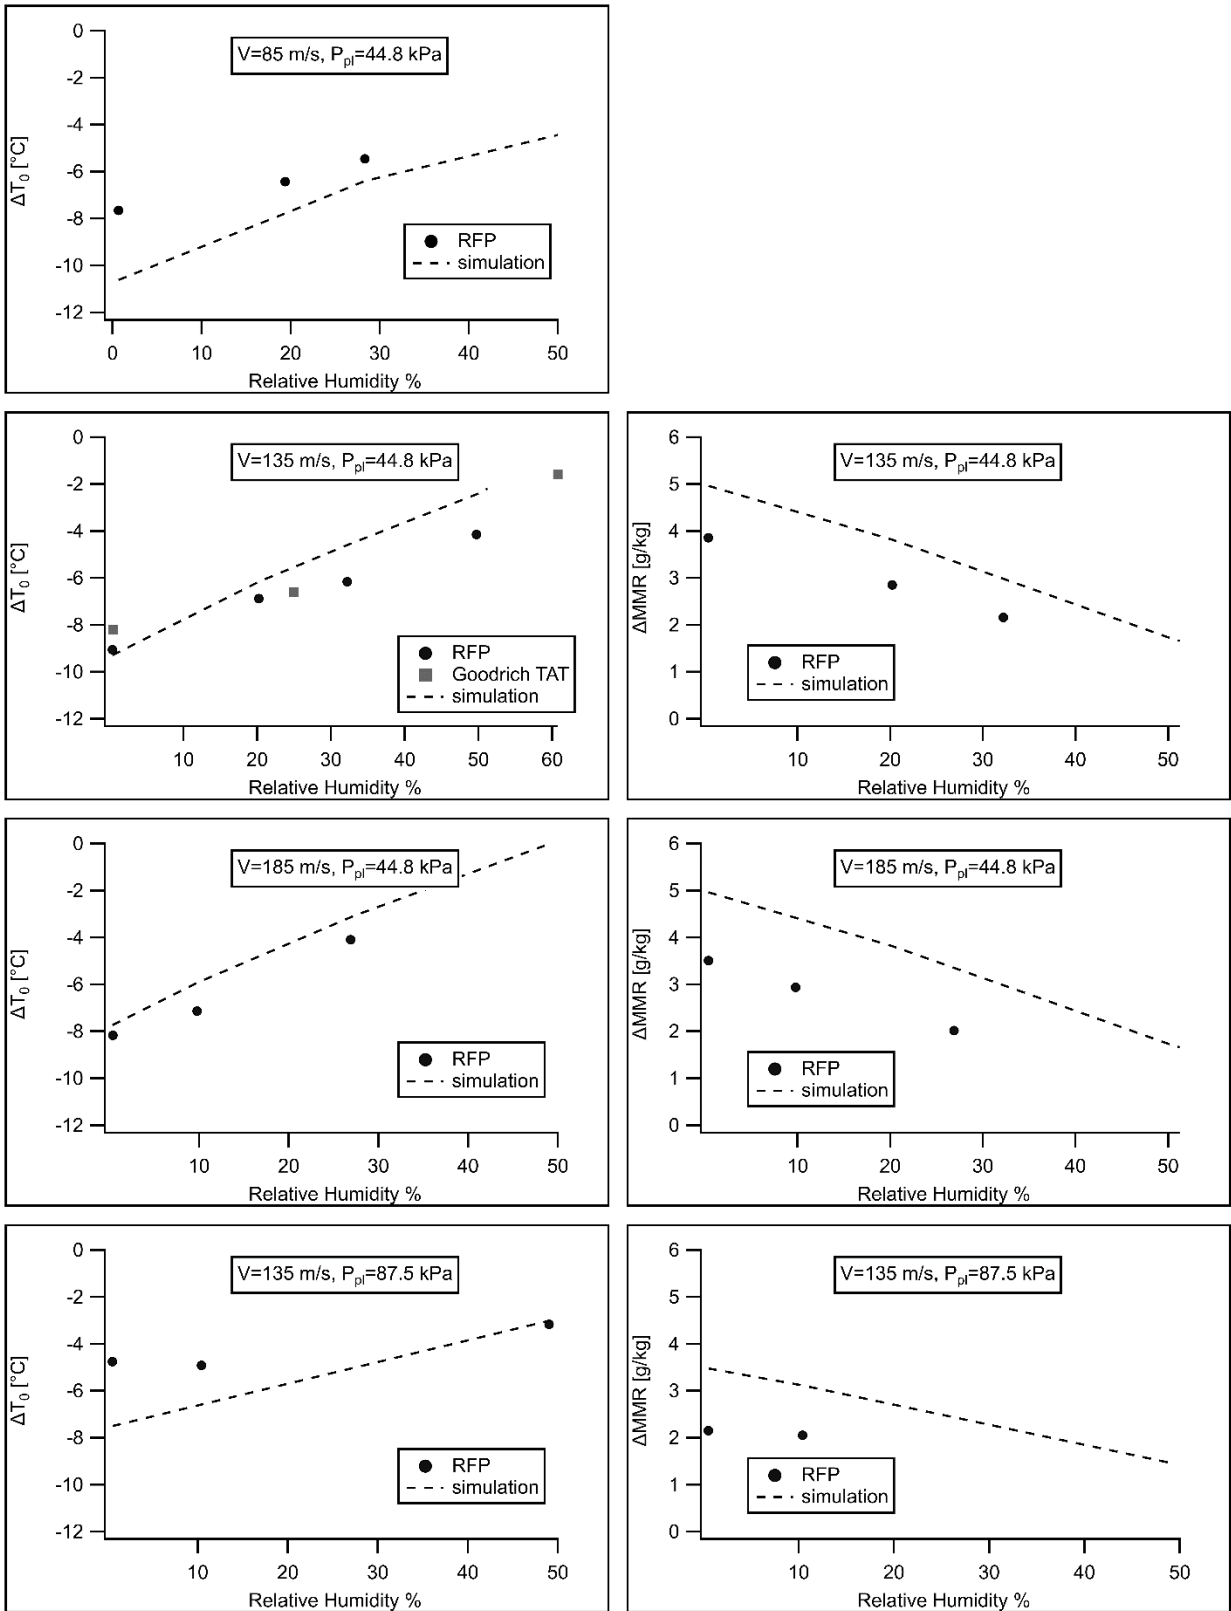 V=85 m/s, Ppl=44.8 kPa
0
-2
-4
-6
-8
-10
-12
ΔT0 [°C]
RFP
simulation
0 10 20 30 40 50
Relative Humidity %
V=135 m/s, Ppl=44.8 kPa
0
-2
-4
-6
-8
-10
-12
ΔT0 [°C]
RFP
Goodrich TAT
simulation
10 20 30 40 50 60
Relative Humidity %
V=135 m/s, Ppl=44.8 kPa
6
5
4
3
2
1
0
ΔMMR [g/kg]
RFP
simulation
10 20 30 40 50
Relative Humidity %
V=185 m/s, Ppl=44.8 kPa
0
-2
-4
-6
-8
-10
-12
ΔT0 [°C]
RFP
simulation
10 20 30 40 50
Relative Humidity %
V=185 m/s, Ppl=44.8 kPa
6
5
4
3
2
1
0
ΔMMR [g/kg]
RFP
simulation
10 20 30 40 50
Relative Humidity %
V=135 m/s, Ppl=87.5 kPa
0
-2
-4
-6
-8
-10
-12
ΔT0 [°C]
RFP
simulation
10 20 30 40 50
Relative Humidity %
V=135 m/s, Ppl=87.5 kPa
6
5
4
3
2
1
0
ΔMMR [g/kg]
RFP
simulation
10 20 30 40 50
Relative Humidity %